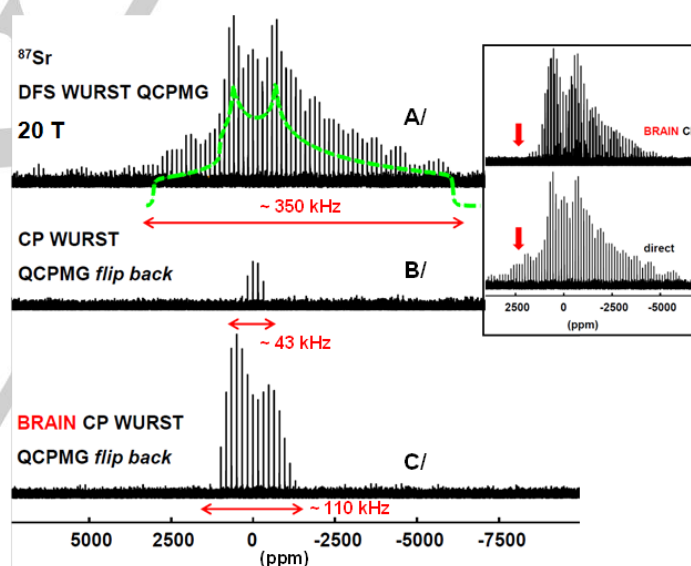 87Sr
DFS WURST QCPMG
20 T
A/
~ 350 kHz
CP WURST
QCPMG flip back
B/
~ 43 kHz
BRAIN CP WURST
QCPMG flip back
C/
~ 110 kHz
5000 2500 0 -2500 -5000 -7500
(ppm)
BRAIN
direct
2500 0 -2500 -5000
(ppm)